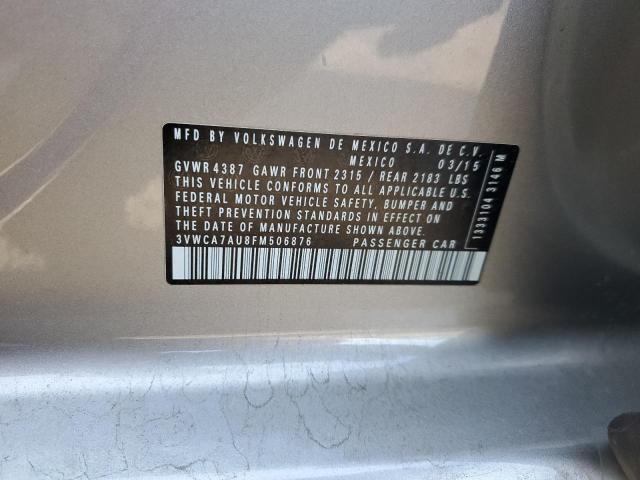 MFD BY VOLKSWAGEN DE MEXICO S.A. DE C.V.
MEXICO 03/15
GVWR 4387 GAWR FRONT 2315 / REAR 2183 LBS
THIS VEHICLE CONFORMS TO ALL APPLICABLE U.S.
FEDERAL MOTOR VEHICLE SAFETY, BUMPER AND
THEFT PREVENTION STANDARDS IN EFFECT ON
THE DATE OF MANUFACTURE SHOWN ABOVE.
3VWCA7AU8FM506876 PASSENGER CAR
1333104 3146 M